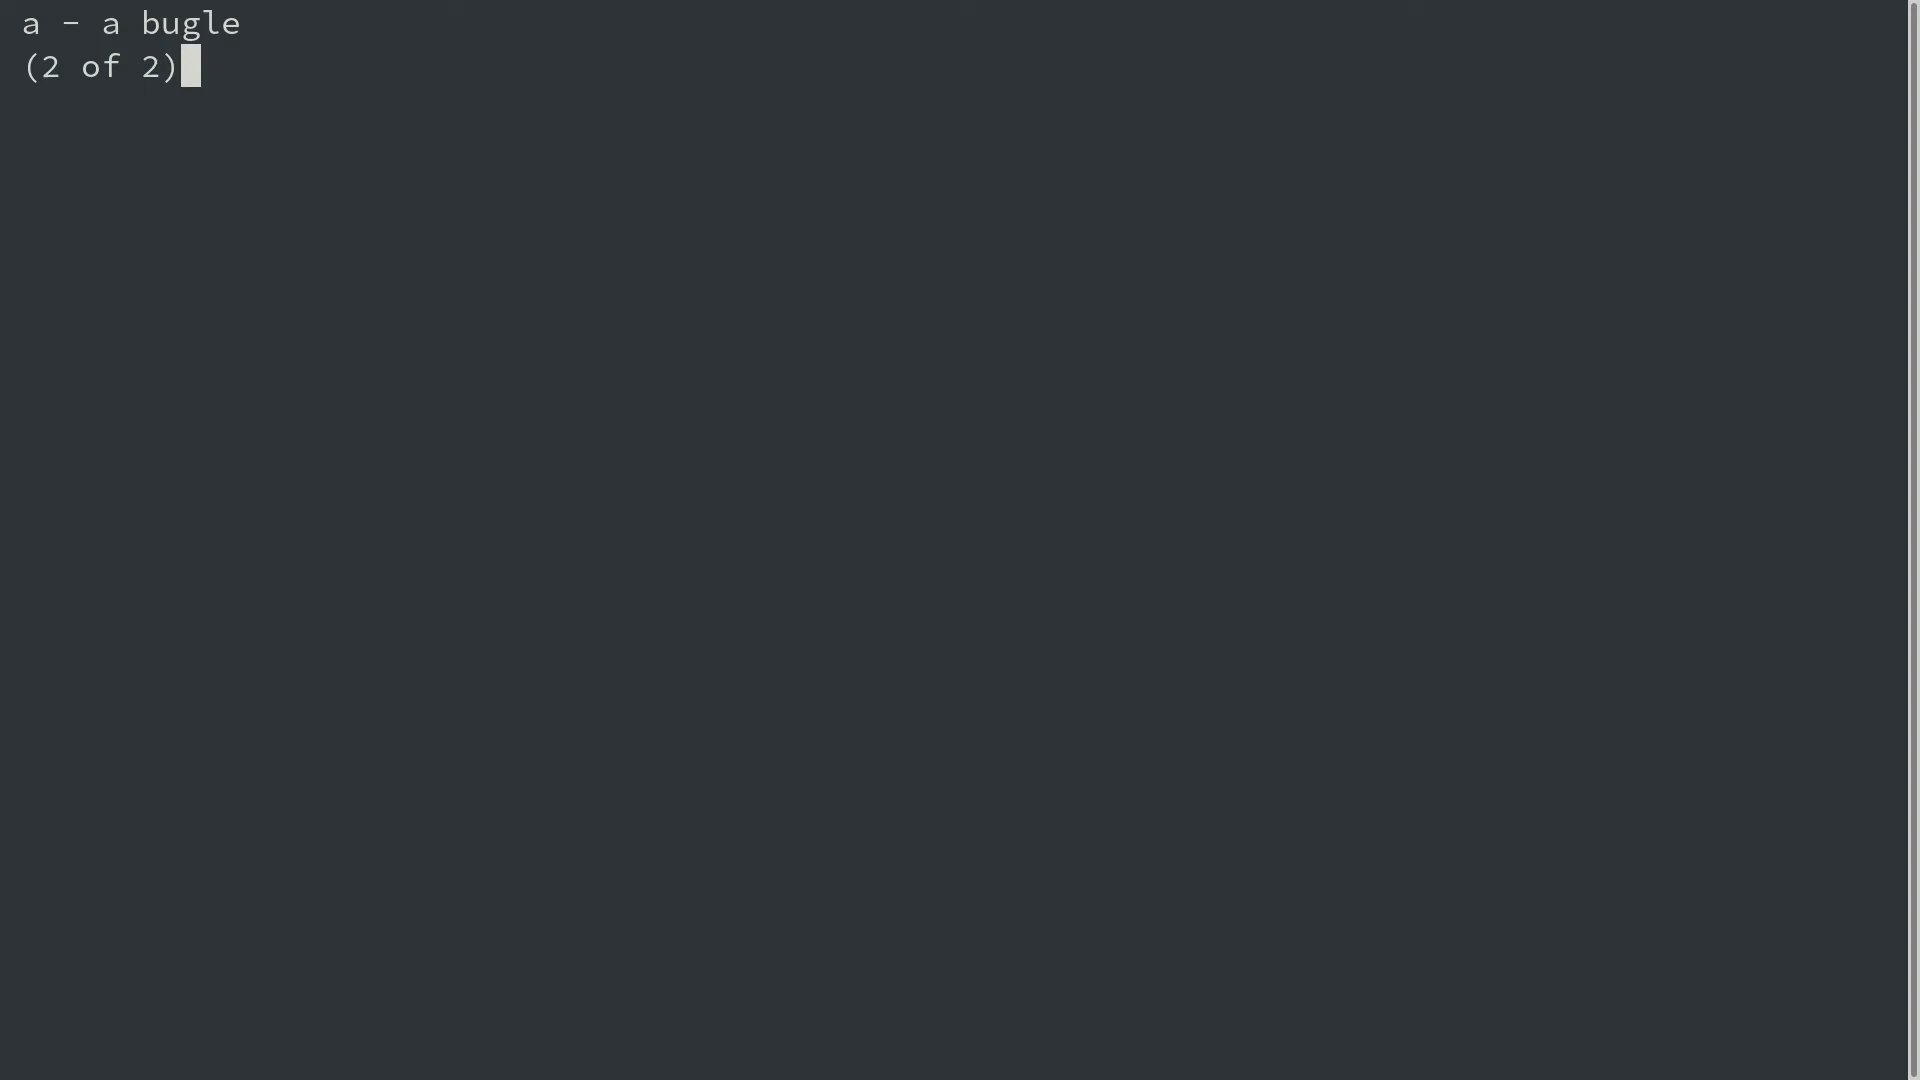 a - a bugle
(2 of 2)